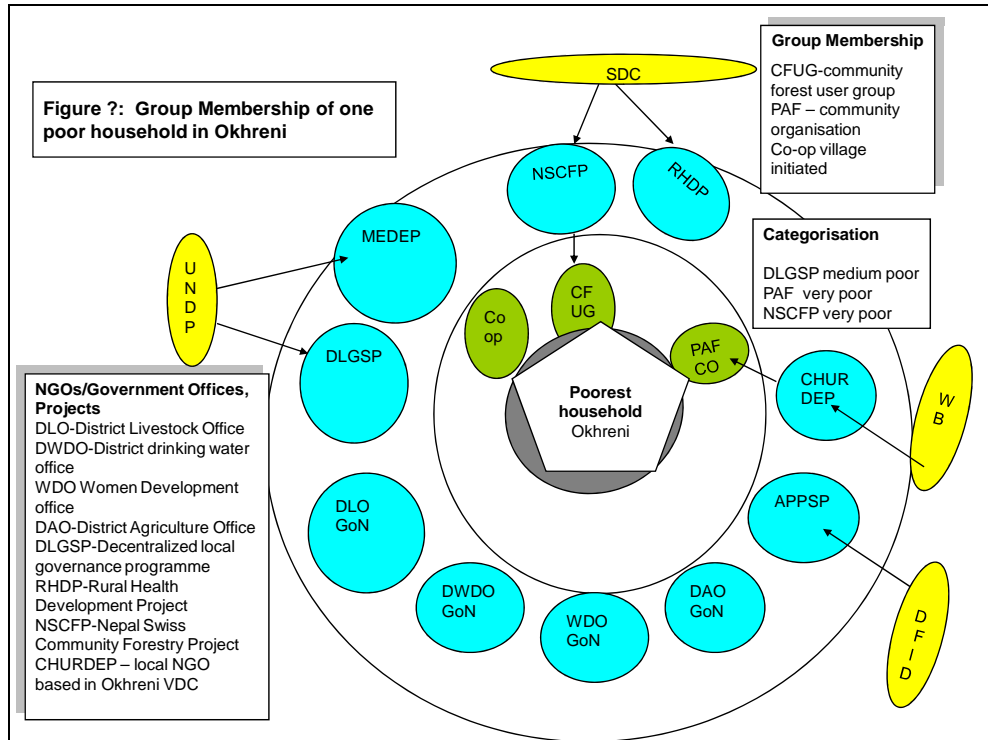 Figure ?:  Group Membership of one
poor household in Okhreni
SDC
Group Membership
CFUG-community
forest user group
PAF – community
organisation
Co-op village
initiated
NSCFP
RHDP
MEDEP
UNDP
Categorisation
DLGSP medium poor
PAF  very poor
NSCFP very poor
CF
UG
Co
op
PAF
CO
DLGSP
CHUR
DEP
WB
Poorest
household
Okhreni
NGOs/Government Offices,
Projects
DLO-District Livestock Office
DWDO-District drinking water
office
WDO Women Development
office
DAO-District Agriculture Office
DLGSP-Decentralized local
governance programme
RHDP-Rural Health
Development Project
NSCFP-Nepal Swiss
Community Forestry Project
CHURDEP – local NGO
based in Okhreni VDC
DLO
GoN
APPSP
DWDO
GoN
WDO
GoN
DAO
GoN
DFID